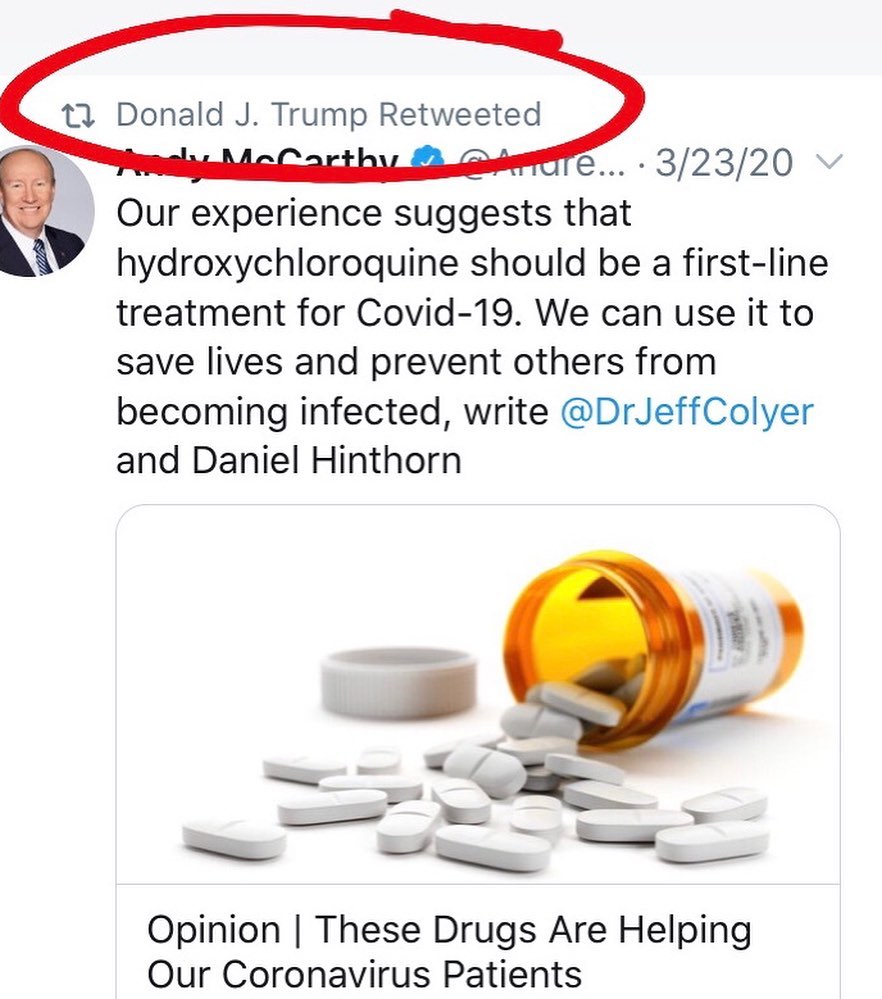 Donald J. Trump Retweeted
Andy McCarthy @Andre... · 3/23/20
Our experience suggests that
hydroxychloroquine should be a first-line
treatment for Covid-19. We can use it to
save lives and prevent others from
becoming infected, write @DrJeffColyer
and Daniel Hinthorn
Opinion | These Drugs Are Helping
Our Coronavirus Patients